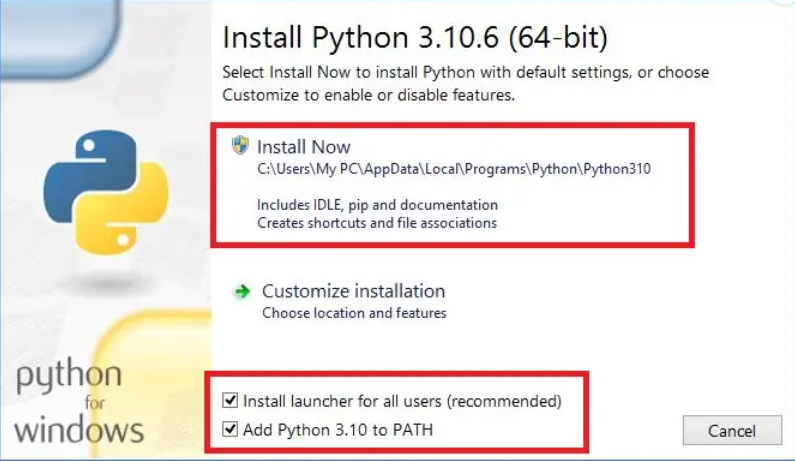 Install Python 3.10.6 (64-bit)
Select Install Now to install Python with default settings, or choose
Customize to enable or disable features.
Install Now
C:\Users\My PC\AppData\Local\Programs\Python\Python310
Includes IDLE, pip and documentation
Creates shortcuts and file associations
Customize installation
Choose location and features
python
for
windows
Install launcher for all users (recommended)
Add Python 3.10 to PATH
Cancel